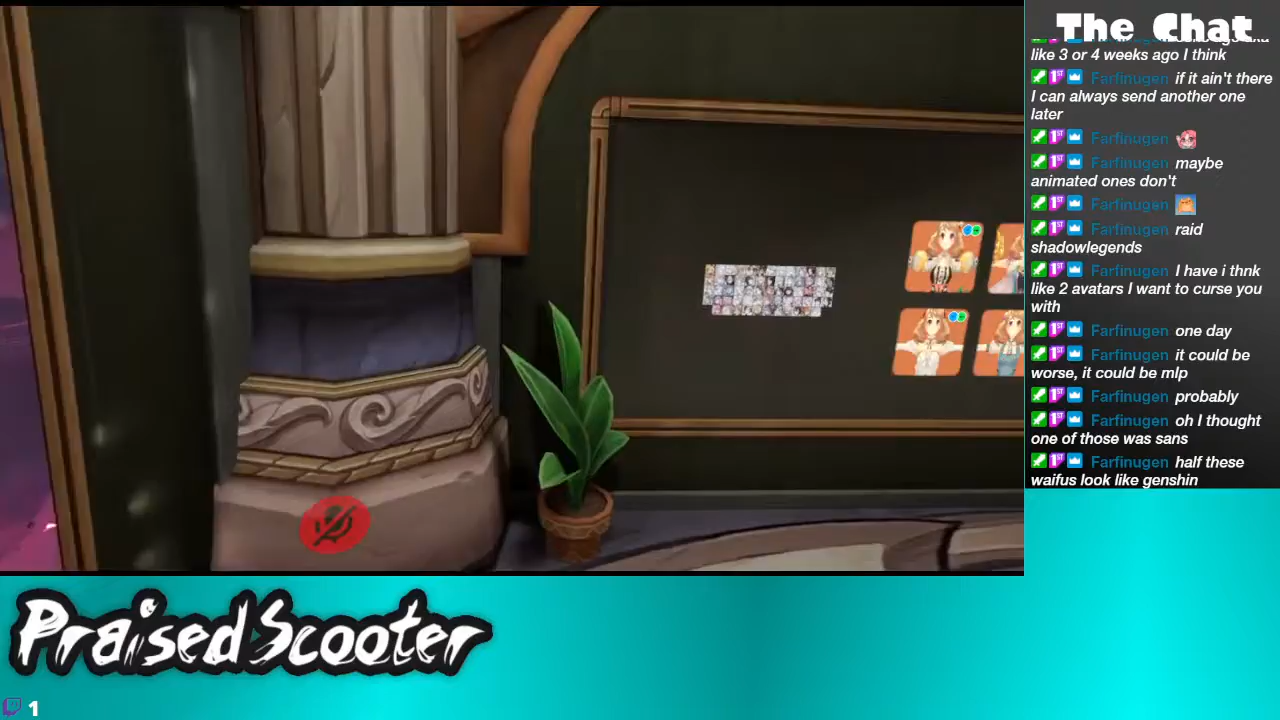 The Chat
like 3 or 4 weeks ago I think
Farfinugen if it ain't there
I can always send another one
later
Farfinugen
Farfinugen maybe
animated ones don't
Farfinugen
Farfinugen raid
shadowlegends
Farfinugen I have i thnk
like 2 avatars I want to curse you
with
Farfinugen one day
Farfinugen it could be
worse, it could be mlp
Farfinugen probably
Farfinugen oh I thought
one of those was sans
Farfinugen half these
waifus look like genshin
PraisedScooter
1